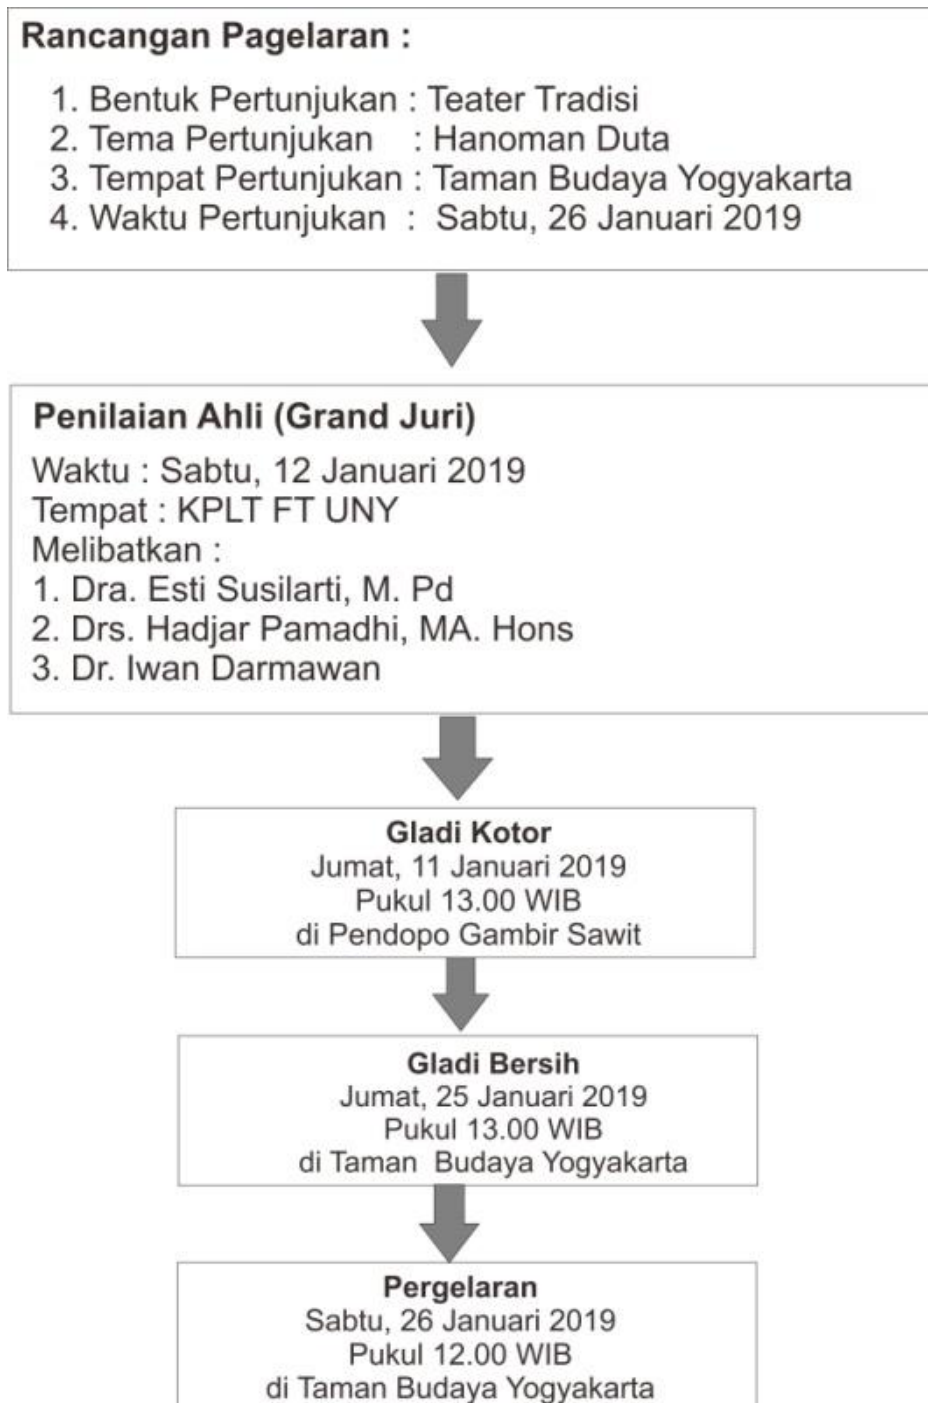 Rancangan Pagelaran :
1. Bentuk Pertunjukan : Teater Tradisi
2. Tema Pertunjukan : Hanoman Duta
3. Tempat Pertunjukan : Taman Budaya Yogyakarta
4. Waktu Pertunjukan : Sabtu, 26 Januari 2019
Penilaian Ahli (Grand Juri)
Waktu : Sabtu, 12 Januari 2019
Tempat : KPLT FT UNY
Melibatkan :
1. Dra. Esti Susilarti, M. Pd
2. Drs. Hadjar Pamadhi, MA. Hons
3. Dr. Iwan Darmawan
Gladi Kotor
Jumat, 11 Januari 2019
Pukul 13.00 WIB
di Pendopo Gambir Sawit
Gladi Bersih
Jumat, 25 Januari 2019
Pukul 13.00 WIB
di Taman Budaya Yogyakarta
Pergelaran
Sabtu, 26 Januari 2019
Pukul 12.00 WIB
di Taman Budaya Yogyakarta